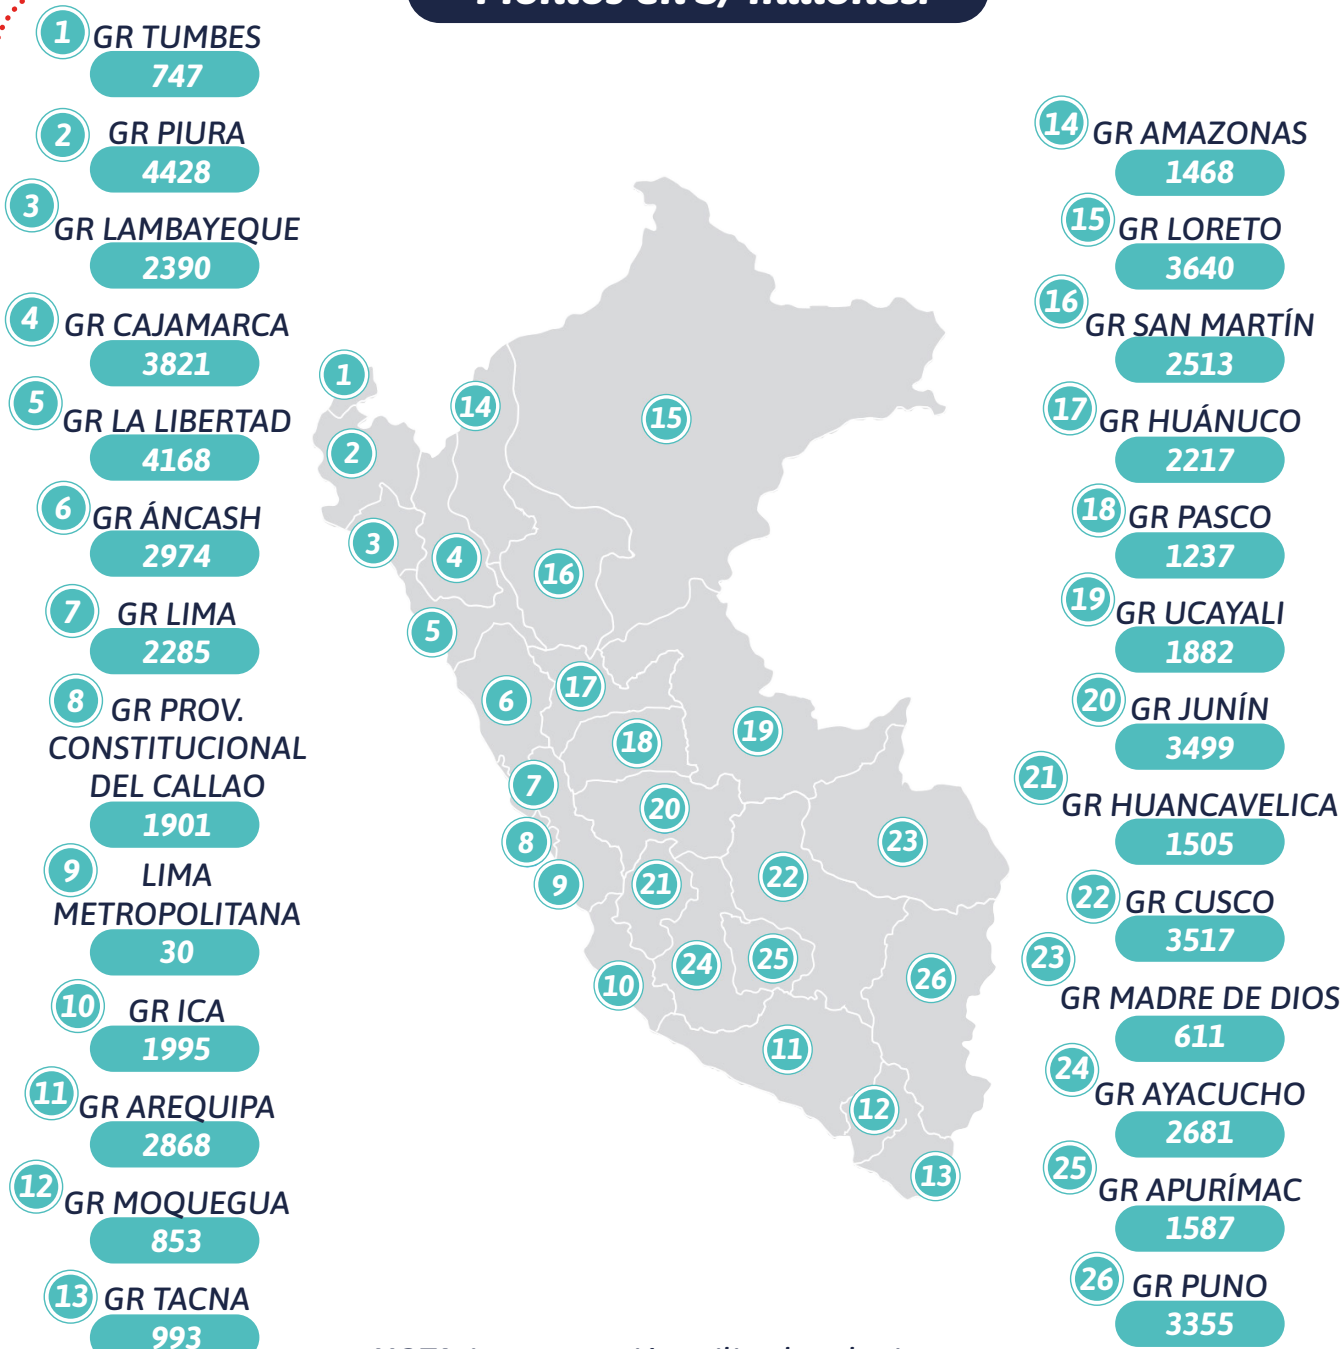 1 GR TUMBES
747
2 GR PIURA
4428
3 GR LAMBAYEQUE
2390
4 GR CAJAMARCA
3821
5 GR LA LIBERTAD
4168
6 GR ÁNCASH
2974
7 GR LIMA
2285
8 GR PROV.
CONSTITUCIONAL
DEL CALLAO
1901
9 LIMA
METROPOLITANA
30
10 GR ICA
1995
11 GR AREQUIPA
2868
12 GR MOQUEGUA
853
13 GR TACNA
993
1
14
15
2
3
4
16
5
17
6
18
19
7
20
8
23
9
21
22
24
25
10
26
11
12
13
14 GR AMAZONAS
1468
15 GR LORETO
3640
16 GR SAN MARTÍN
2513
17 GR HUÁNUCO
2217
18 GR PASCO
1237
19 GR UCAYALI
1882
20 GR JUNÍN
3499
21 GR HUANCAVELICA
1505
22 GR CUSCO
3517
23 GR MADRE DE DIOS
611
24 GR AYACUCHO
2681
25 GR APURÍMAC
1587
26 GR PUNO
3355